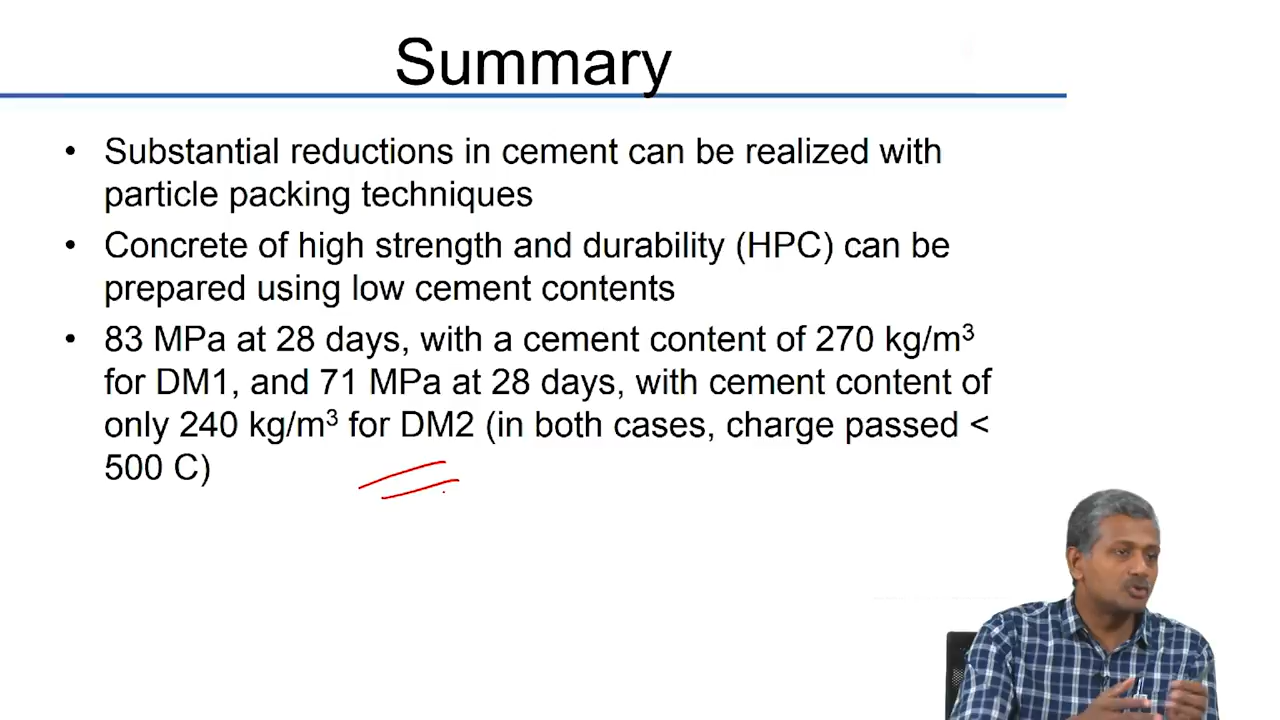 Summary
• Substantial reductions in cement can be realized with
particle packing techniques
• Concrete of high strength and durability (HPC) can be
prepared using low cement contents
• 83 MPa at 28 days, with a cement content of 270 kg/m³
for DM1, and 71 MPa at 28 days, with cement content of
only 240 kg/m³ for DM2 (in both cases, charge passed <
500 C)